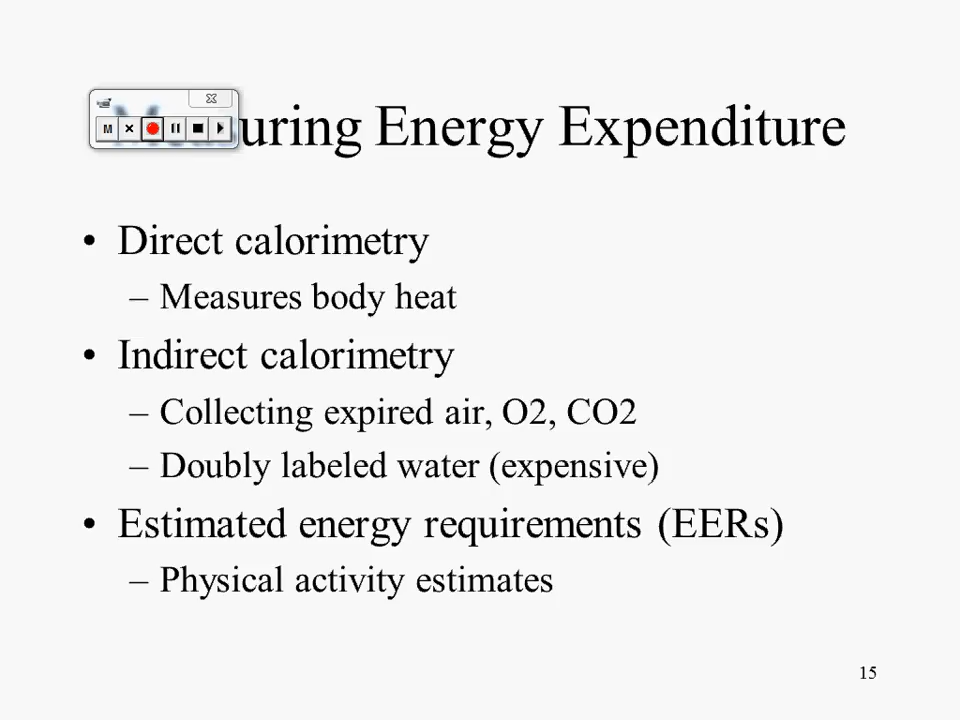 Measuring Energy Expenditure
• Direct calorimetry
– Measures body heat
• Indirect calorimetry
– Collecting expired air, O2, CO2
– Doubly labeled water (expensive)
• Estimated energy requirements (EERs)
– Physical activity estimates
15